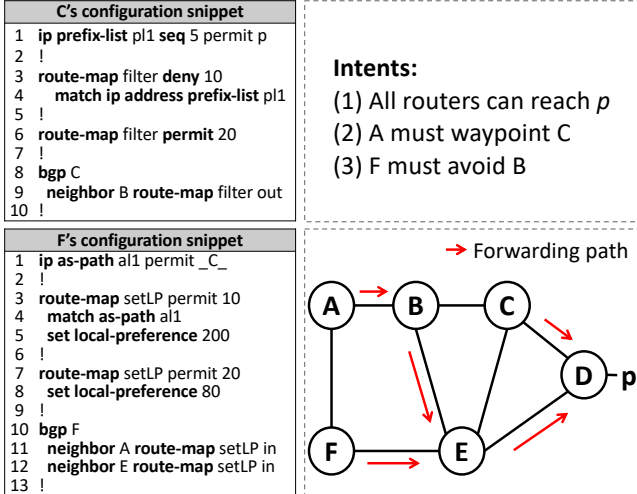 C's configuration snippet
1 ip prefix-list pl1 seq 5 permit p
2 !
3 route-map filter deny 10
4 match ip address prefix-list pl1
5 !
6 route-map filter permit 20
7 !
8 bgp C
9 neighbor B route-map filter out
10 !
Intents:
(1) All routers can reach p
(2) A must waypoint C
(3) F must avoid B
F's configuration snippet
1 ip as-path al1 permit _C_
2 !
3 route-map setLP permit 10
4 match as-path al1
5 set local-preference 200
6 !
7 route-map setLP permit 20
8 set local-preference 80
9 !
10 bgp F
11 neighbor A route-map setLP in
12 neighbor E route-map setLP in
13 !
Forwarding path
A B C
D p
F E